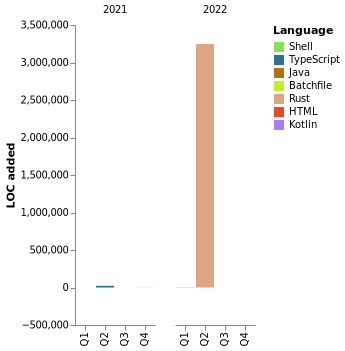 2021
2022
LOC added
3,500,000
3,000,000
2,500,000
2,000,000
1,500,000
1,000,000
500,000
0
−500,000
Q1
Q2
Q3
Q4
Q1
Q2
Q3
Q4
Language
Shell
TypeScript
Java
Batchfile
Rust
HTML
Kotlin